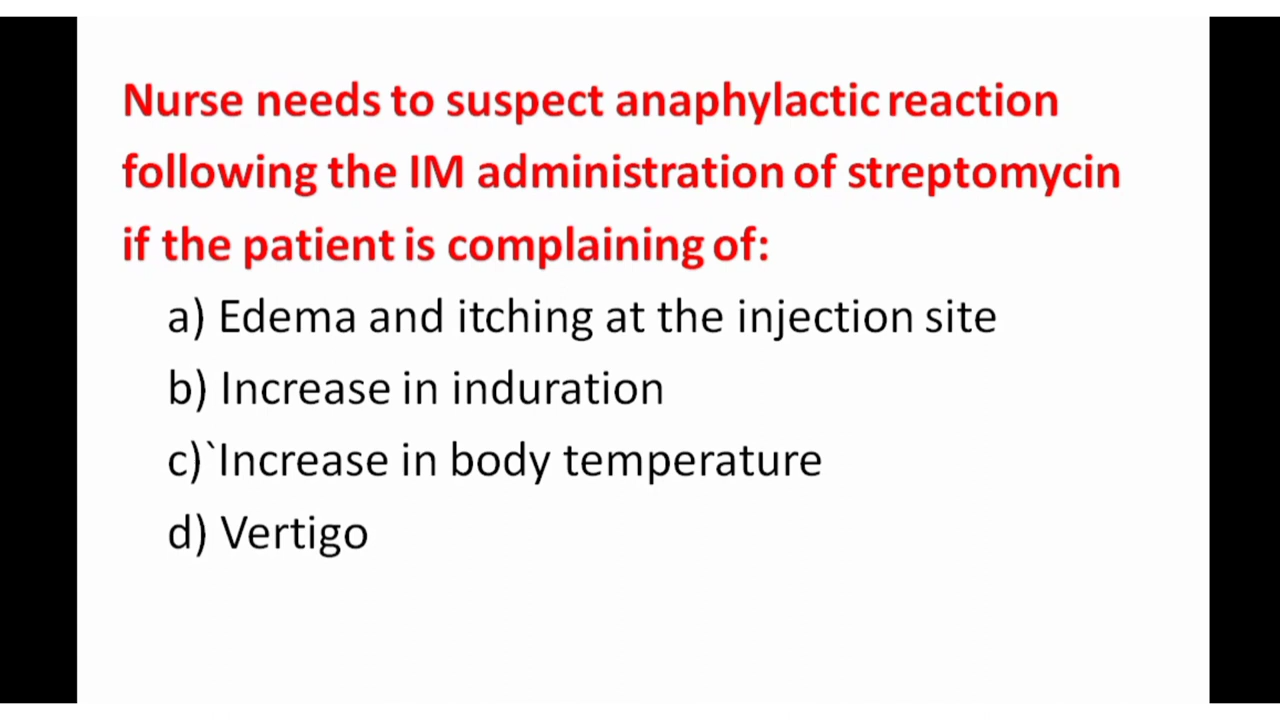 Nurse needs to suspect anaphylactic reaction
following the IM administration of streptomycin
if the patient is complaining of:
a) Edema and itching at the injection site
b) Increase in induration
c)`Increase in body temperature
d) Vertigo